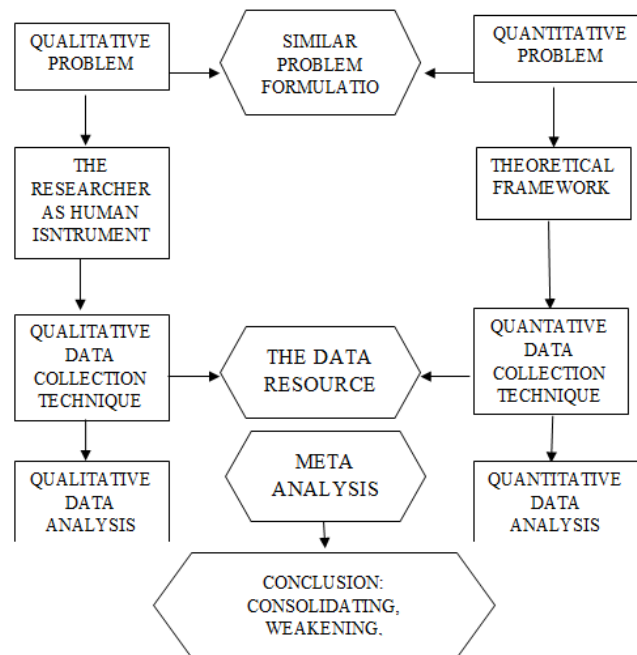 QUALITATIVE
PROBLEM
SIMILAR
PROBLEM
FORMULATIO
QUANTITATIVE
PROBLEM
THE
RESEARCHER
AS HUMAN
ISNTRUMENT
THEORETICAL
FRAMEWORK
QUALITATIVE
DATA
COLLECTION
TECHNIQUE
THE DATA
RESOURCE
QUANTATIVE
DATA
COLLECTION
TECHNIQUE
QUALITATIVE
DATA
ANALYSIS
META
ANALYSIS
QUANTITATIVE
DATA
ANALYSIS
CONCLUSION:
CONSOLIDATING,
WEAKENING,